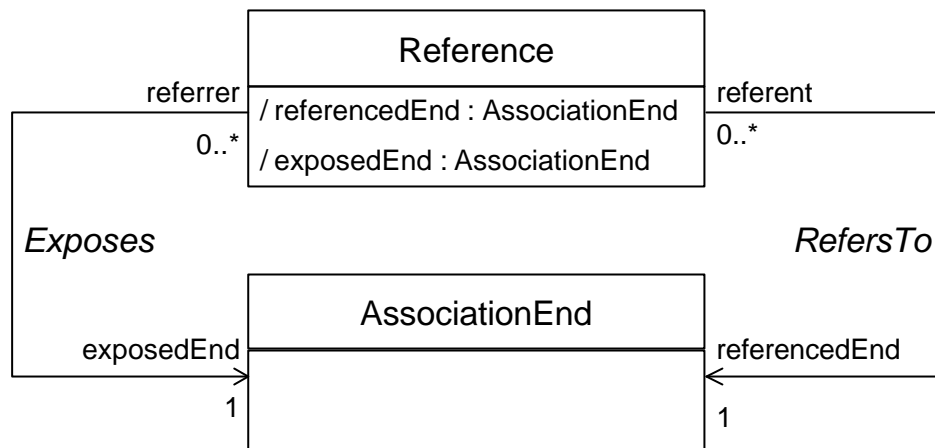 Reference
referrer
/ referencedEnd : AssociationEnd
referent
0..*
/ exposedEnd : AssociationEnd
0..*
Exposes
RefersTo
AssociationEnd
exposedEnd
referencedEnd
1
1